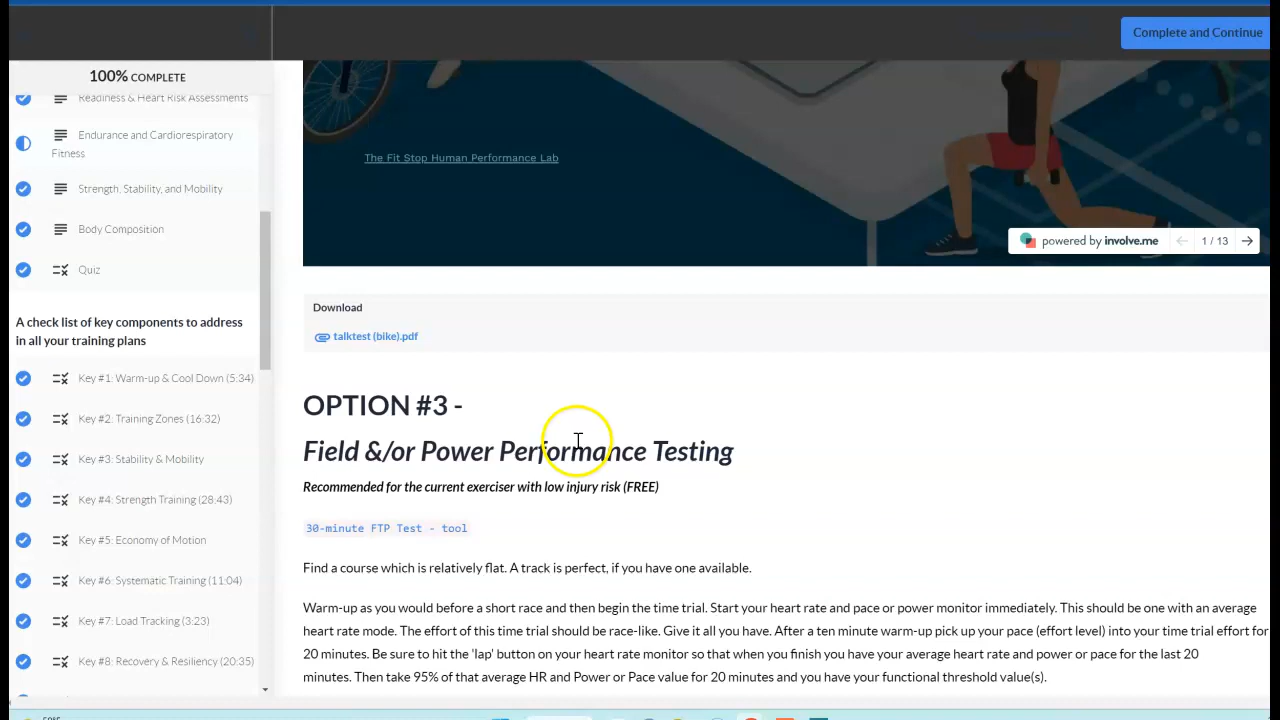 Complete and Continue
100% COMPLETE
Readiness & Heart Risk Assessments
Endurance and Cardiorespiratory
Fitness
Strength, Stability, and Mobility
Body Composition
Quiz
A check list of key components to address
in all your training plans
Key #1: Warm-up & Cool Down (5:34)
Key #2: Training Zones (16:32)
Key #3: Stability & Mobility
Key #4: Strength Training (28:43)
Key #5: Economy of Motion
Key #6: Systematic Training (11:04)
Key #7: Load Tracking (3:23)
Key #8: Recovery & Resiliency (20:35)
The Fit Stop Human Performance Lab
powered by involve.me 1 / 13
Download
talktest (bike).pdf
OPTION #3 -
Field &/or Power Performance Testing
Recommended for the current exerciser with low injury risk (FREE)
30-minute FTP Test - tool
Find a course which is relatively flat. A track is perfect, if you have one available.
Warm-up as you would before a short race and then begin the time trial. Start your heart rate and pace or power monitor immediately. This should be one with an average
heart rate mode. The effort of this time trial should be race-like. Give it all you have. After a ten minute warm-up pick up your pace (effort level) into your time trial effort for
20 minutes. Be sure to hit the 'lap' button on your heart rate monitor so that when you finish you have your average heart rate and power or pace for the last 20
minutes. Then take 95% of that average HR and Power or Pace value for 20 minutes and you have your functional threshold value(s).